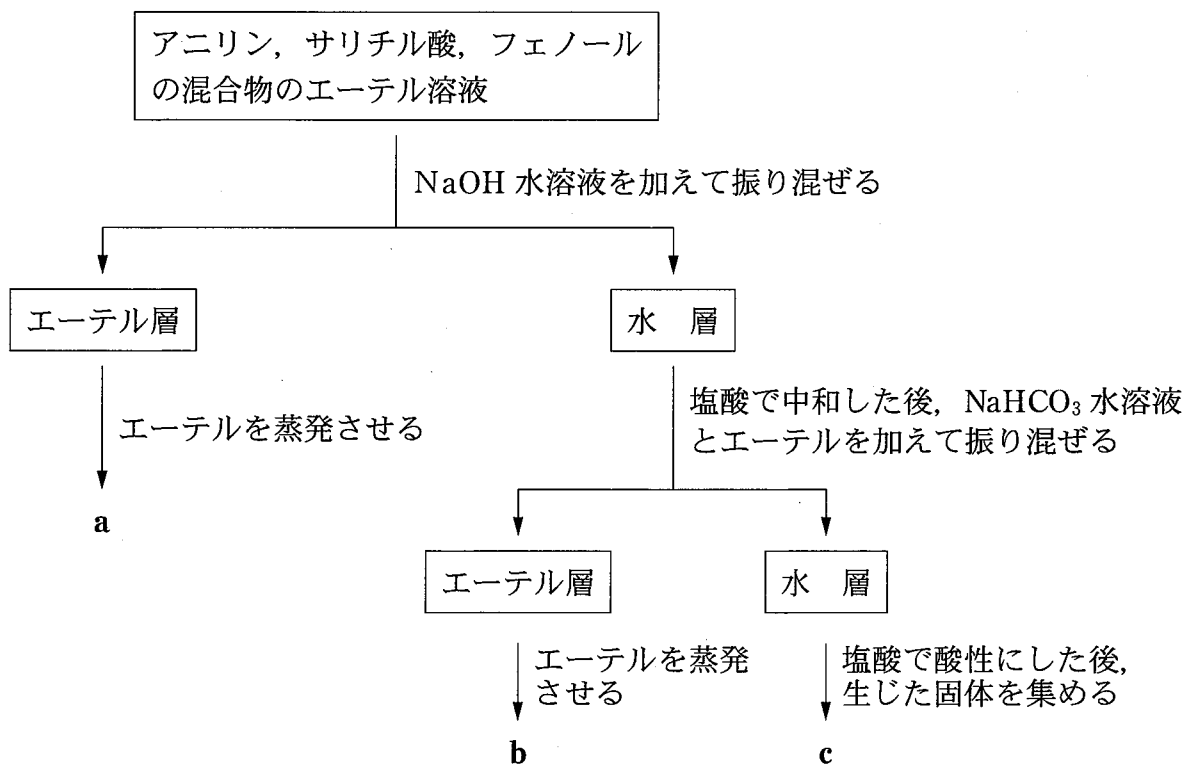 アニリン，サリチル酸，フェノール
の混合物のエーテル溶液
NaOH 水溶液を加えて振り混ぜる
エーテル層
水　層
エーテルを蒸発させる
塩酸で中和した後，NaHCO₃ 水溶液
とエーテルを加えて振り混ぜる
a
エーテル層
水　層
エーテルを蒸発
させる
塩酸で酸性にした後，
生じた固体を集める
b
c